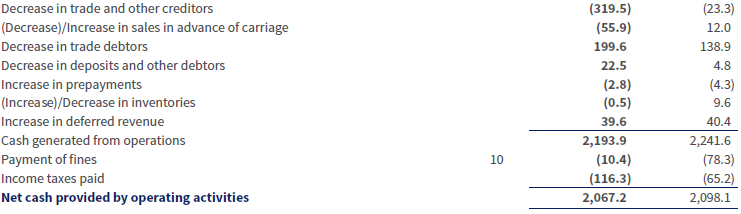 Decrease in trade and other creditors (319.5) (23.3)
(Decrease)/Increase in sales in advance of carriage (55.9) 12.0
Decrease in trade debtors 199.6 138.9
Decrease in deposits and other debtors 22.5 4.8
Increase in prepayments (2.8) (4.3)
(Increase)/Decrease in inventories (0.5) 9.6
Increase in deferred revenue 39.6 40.4
Cash generated from operations 2,193.9 2,241.6
Payment of fines 10 (10.4) (78.3)
Income taxes paid (116.3) (65.2)
Net cash provided by operating activities 2,067.2 2,098.1